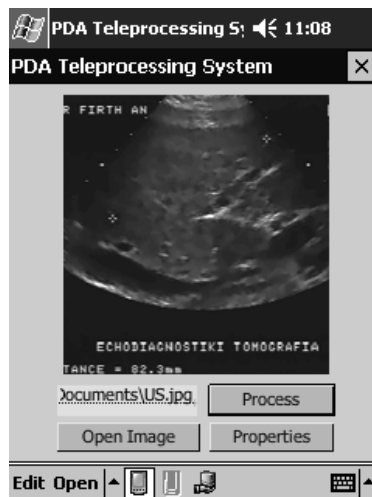 PDA Teleprocessing Sy 11:08
PDA Teleprocessing System
R FIRTH AN
ECHODIAGNOSTIKI TOMOGRAFIA
TANCE = 82.3mm
Documents\US.jpg
Process
Open Image
Properties
Edit Open